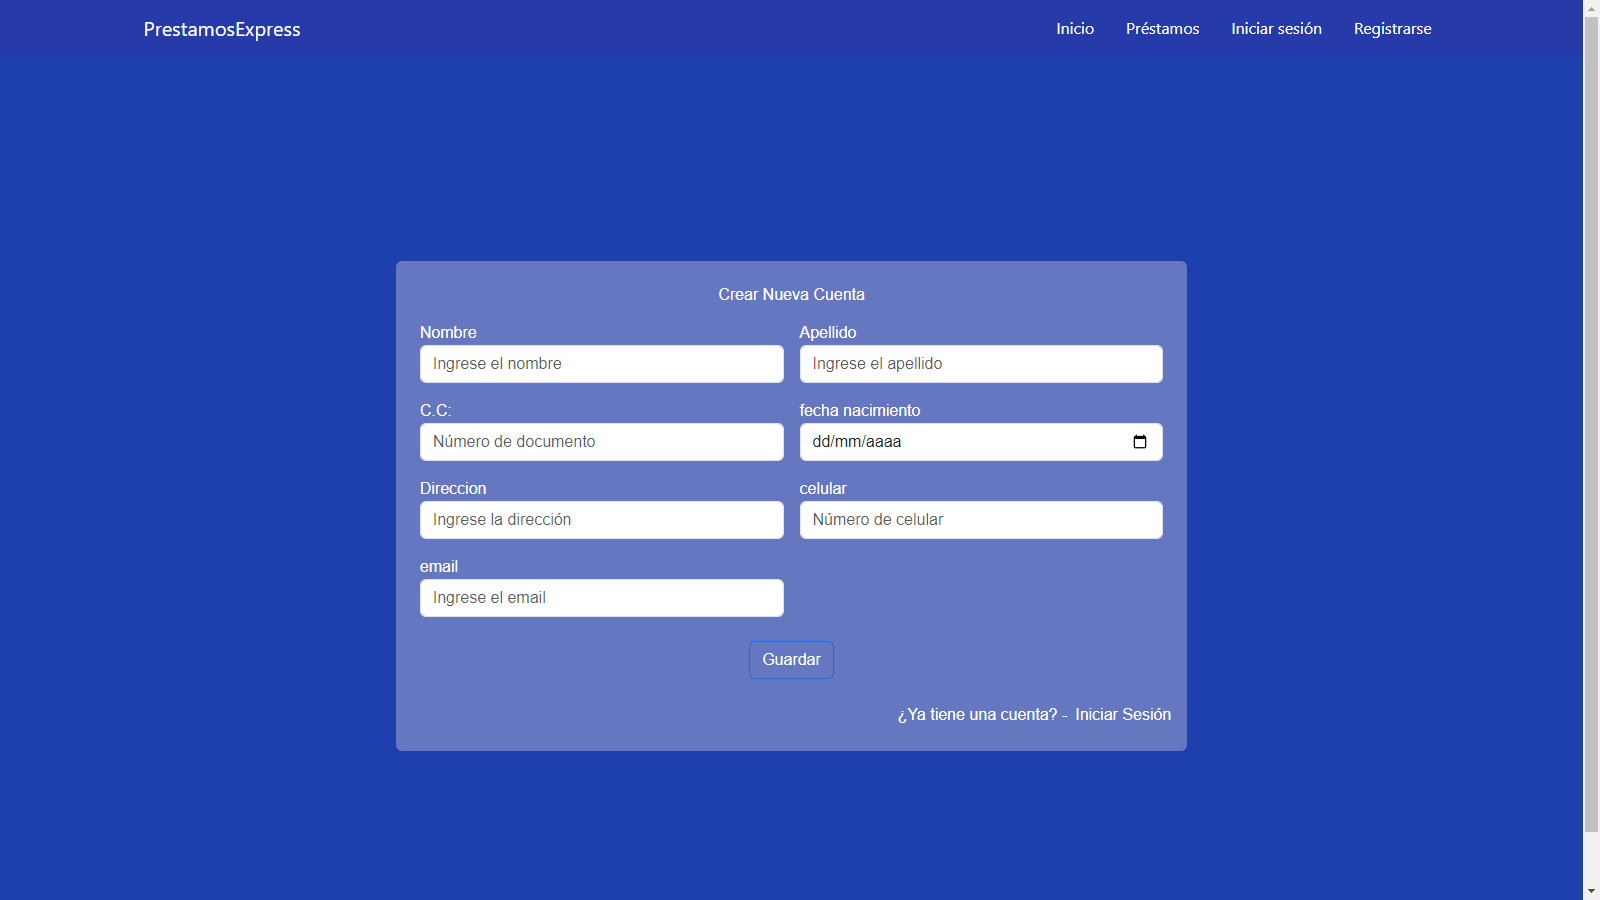 PrestamosExpress Inicio Préstamos Iniciar sesión Registrarse
Crear Nueva Cuenta
Nombre Apellido
Ingrese el nombre Ingrese el apellido
C.C: fecha nacimiento
Número de documento dd/mm/aaaa
Direccion celular
Ingrese la dirección Número de celular
email
Ingrese el email
Guardar
¿Ya tiene una cuenta? - Iniciar Sesión